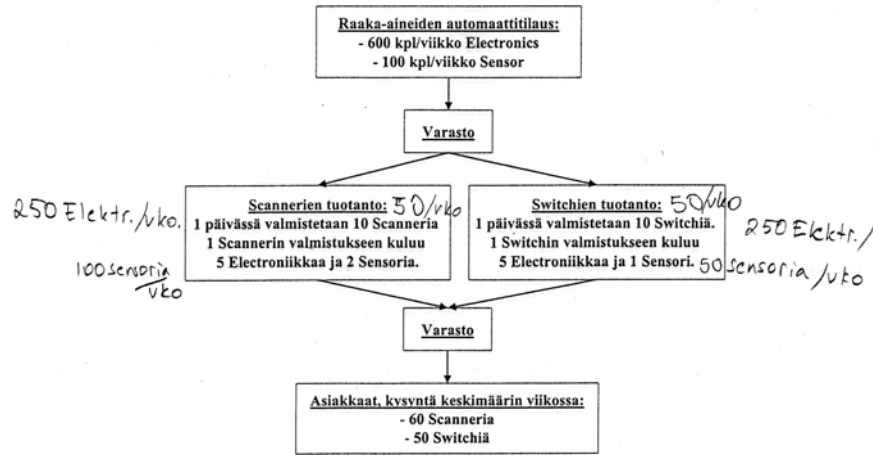 Raaka-aineiden automaattitilaus:
- 600 kpl/viikko Electronics
- 100 kpl/viikko Sensor
Varasto
250 Elektr./vko.
100 sensoria
/vko
Scannerien tuotanto: 50/vko
1 päivässä valmistetaan 10 Scanneria
1 Scannerin valmistukseen kuluu
5 Electroniikkaa ja 2 Sensoria.
Switchien tuotanto: 50/vko
1 päivässä valmistetaan 10 Switchiä.
1 Switchin valmistukseen kuluu
5 Electroniikkaa ja 1 Sensori.
250 Elektr./
50 sensoria/vko
Varasto
Asiakkaat, kysyntä keskimäärin viikossa:
- 60 Scanneria
- 50 Switchiä